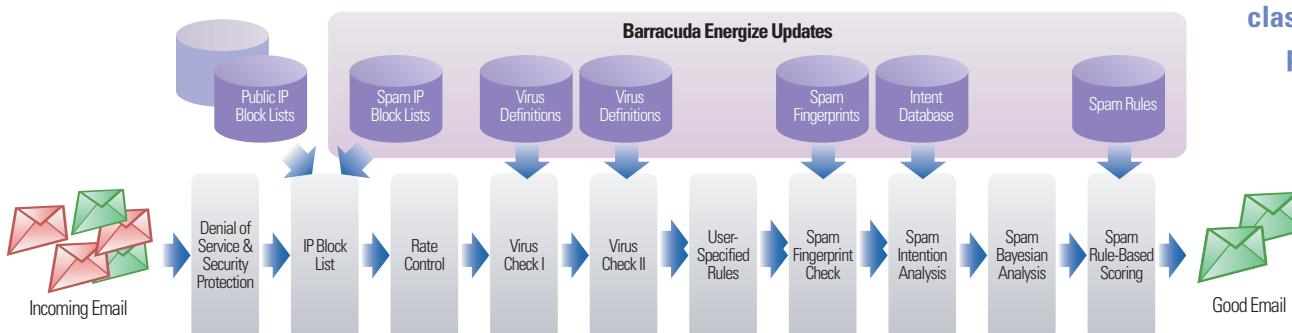 clas
p
Barracuda Energize Updates
Public IP
Block Lists
Spam IP
Block Lists
Virus
Definitions
Virus
Definitions
Spam
Fingerprints
Intent
Database
Spam Rules
Incoming Email
Denial of
Service &
Security
Protection
IP Block
List
Rate
Control
Virus
Check I
Virus
Check II
User-
Specified
Rules
Spam
Fingerprint
Check
Spam
Intention
Analysis
Spam
Bayesian
Analysis
Spam
Rule-Based
Scoring
Good Email